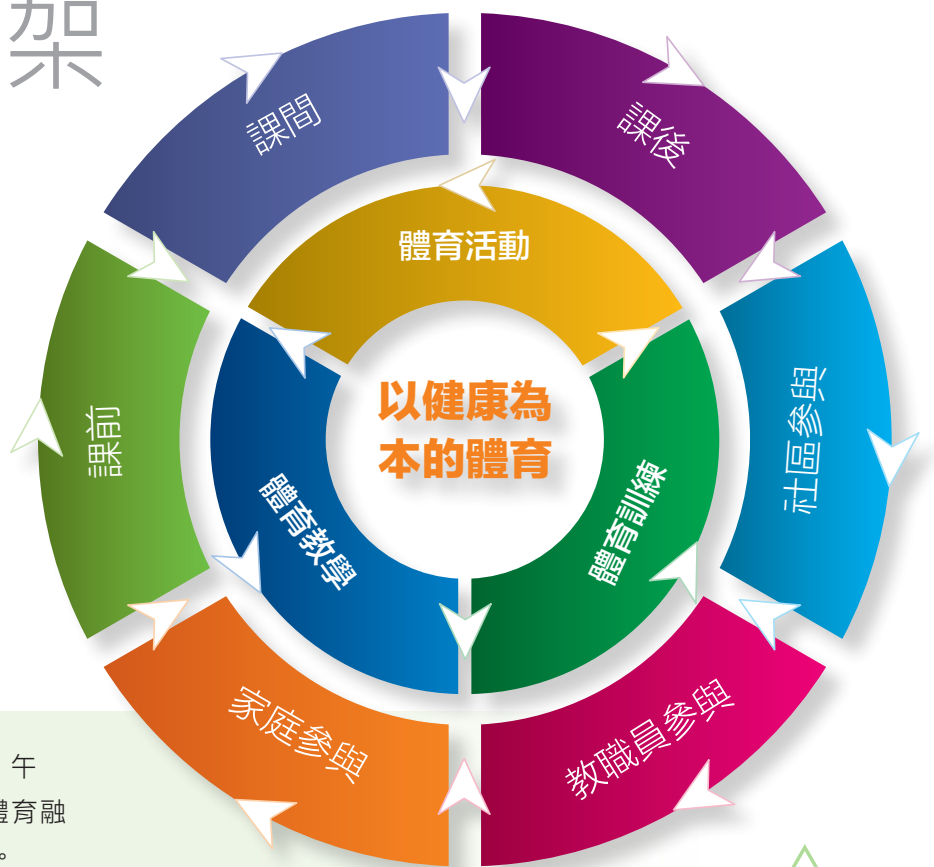 架
課間
課後
體育活動
以健康為
本的體育
課前
社區參與
體育教學
體育訓練
家庭參與
教職員參與
午
體育融
。